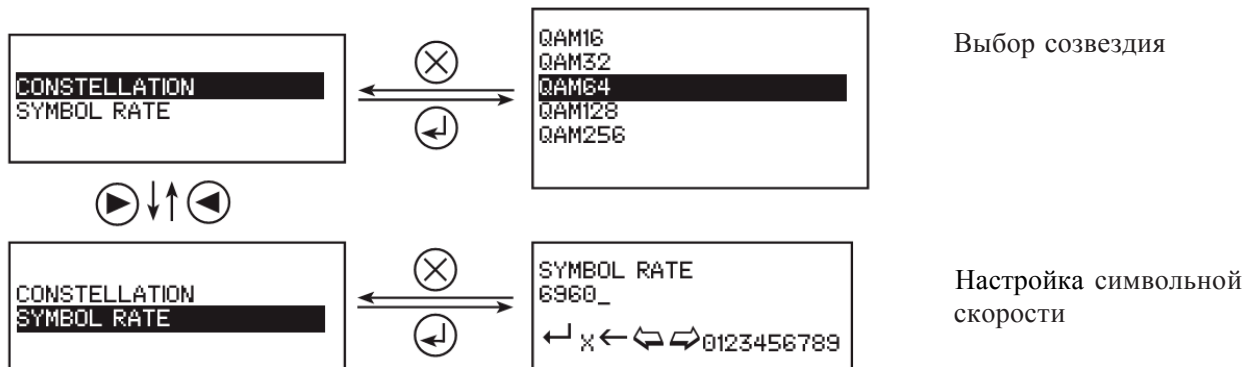 CONSTELLATION
SYMBOL RATE
QAM16
QAM32
QAM64
QAM128
QAM256
Выбор созвездия
CONSTELLATION
SYMBOL RATE
SYMBOL RATE
6960_
↵ x ← ⇦ ⇨ 0123456789
Настройка символьной
скорости